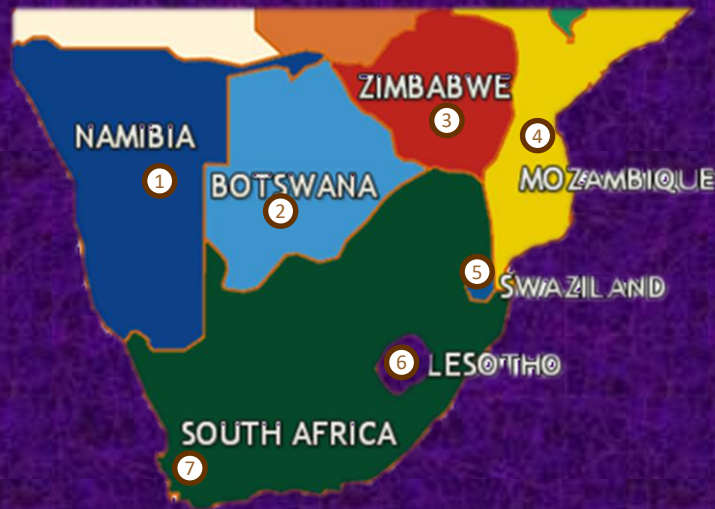 ZIMBABWE
3
NAMIBIA
4
1
BOTSWANA
MOZAMBIQUE
2
5
SWAZILAND
6
LESOTHO
SOUTH AFRICA
7